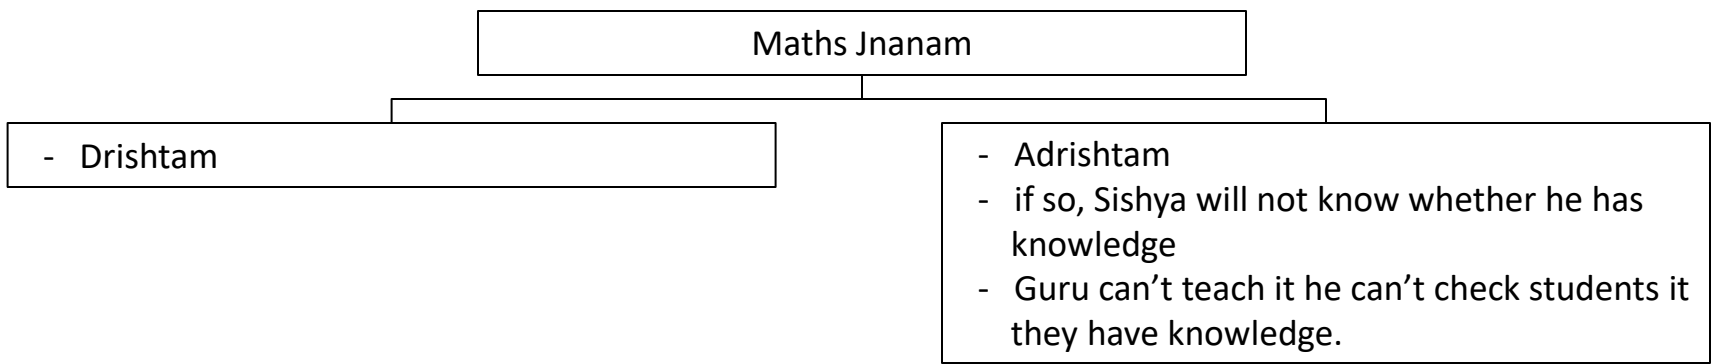 Maths Jnanam
- Drishtam
- Adrishtam
- if so, Sishya will not know whether he has
knowledge
- Guru can’t teach it he can’t check students it
they have knowledge.